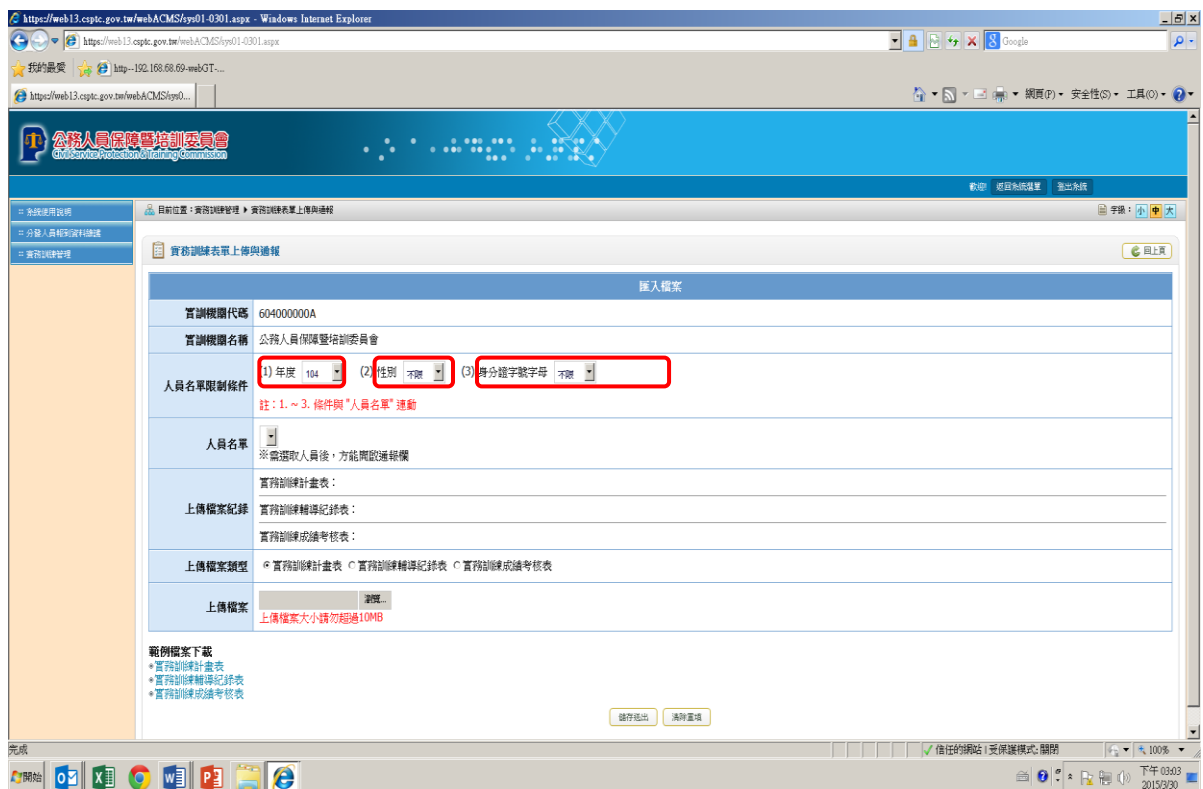 https://web13.csptc.gov.tw/webACMS/sys01-0301.aspx - Windows Internet Explorer
https://web13.csptc.gov.tw/webACMS/sys01-0301.aspx
Google
我的最愛 http--192.168.68.69-webGT-...
https://web13.csptc.gov.tw/webACMS/sys0...
網頁(P) 安全性(S) 工具(O)
公務人員保障暨培訓委員會
Civil Service Protection & Training Commission
歡迎! 返回系統選單 登出系統
系統使用說明
分發人員報到資料維護
實務訓練管理
目前位置：實務訓練管理 實務訓練表單上傳與通報
字級： 小 中 大
實務訓練表單上傳與通報
回上頁
匯入檔案
實訓機關代碼 604000000A
實訓機關名稱 公務人員保障暨培訓委員會
人員名單限制條件
(1) 年度 104 (2) 性別 不限 (3) 身分證字號字母 不限
註：1. ~ 3. 條件與 "人員名單" 連動
人員名單
※需選取人員後，方能開啟通報欄
上傳檔案紀錄
實務訓練計畫表：
實務訓練輔導紀錄表：
實務訓練成績考核表：
上傳檔案類型 實務訓練計畫表 實務訓練輔導紀錄表 實務訓練成績考核表
上傳檔案 瀏覽...
上傳檔案大小請勿超過10MB
範例檔案下載
實務訓練計畫表
實務訓練輔導紀錄表
實務訓練成績考核表
儲存送出 清除重填
完成
信任的網站 | 受保護模式: 關閉
100%
開始
下午 03:03
2015/3/30